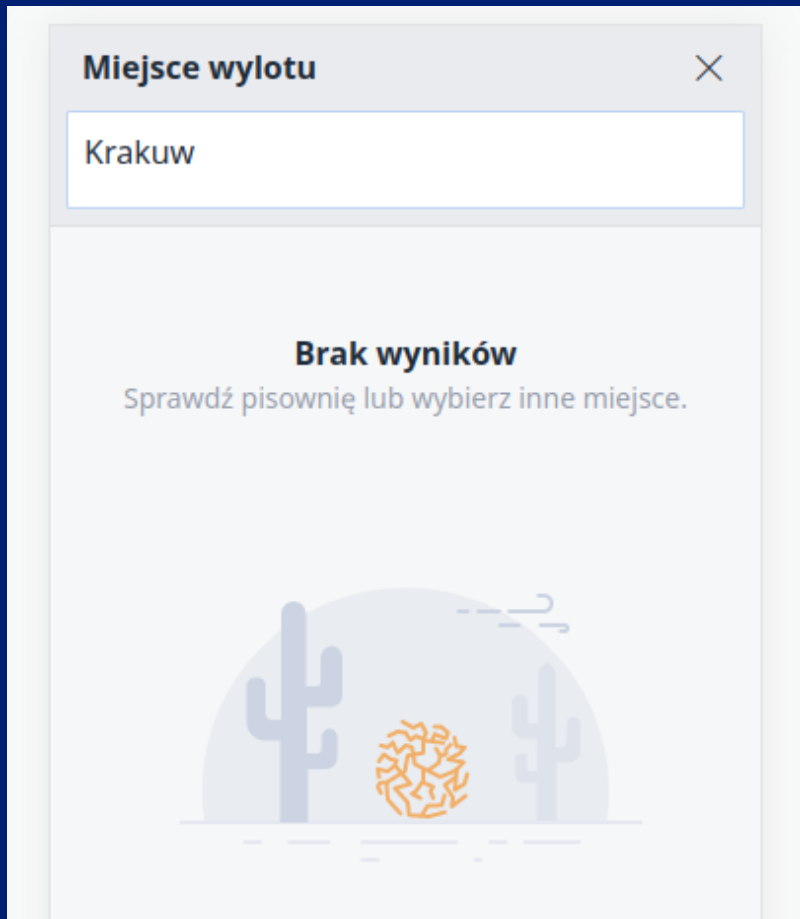 Miejsce wylotu
Krakuw
Brak wyników
Sprawdź pisownię lub wybierz inne miejsce.